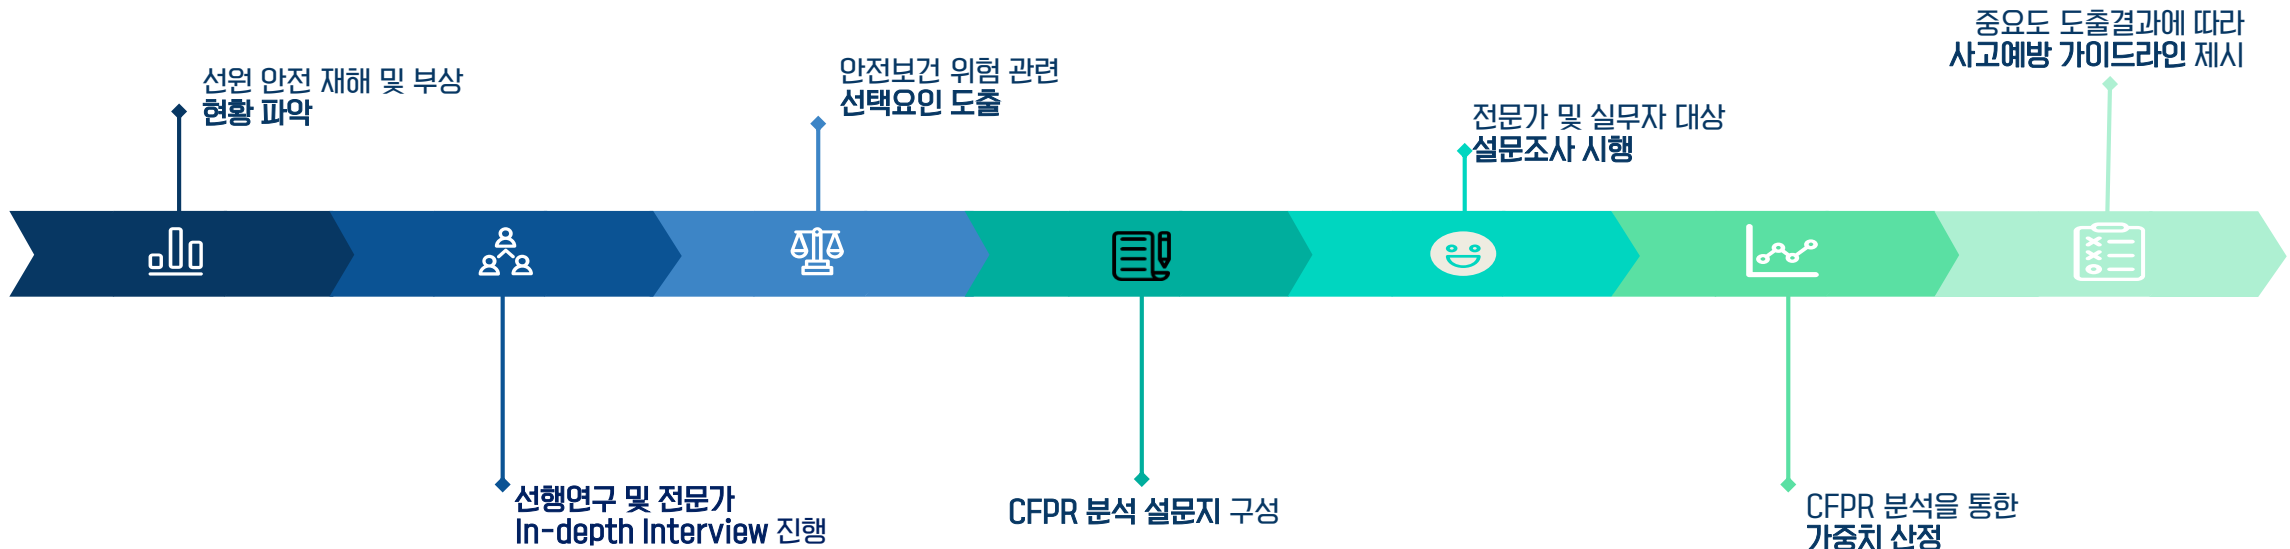 선원 안전 재해 및 부상
현황 파악
선행연구 및 전문가
In-depth Interview 진행
안전보건 위험 관련
선택요인 도출
CFPR 분석 설문지 구성
전문가 및 실무자 대상
설문조사 시행
CFPR 분석을 통한
가중치 산정
중요도 도출결과에 따라
사고예방 가이드라인 제시